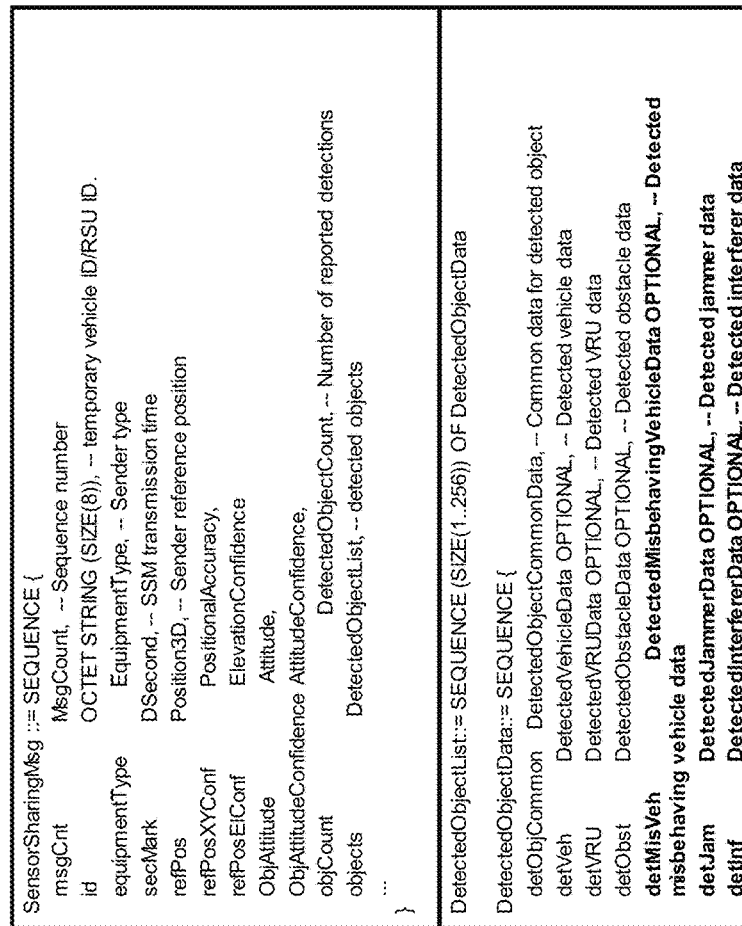 SensorSharingMsg ::= SEQUENCE {
msgCnt MsgCount, -- Sequence number
id OCTET STRING (SIZE(8)), -- temporary vehicle ID/RSU ID.
equipmentType EquipmentType, -- Sender type
secMark DSecond, -- SSM transmission time
refPos Position3D, -- Sender reference position
refPosXYConf PositionalAccuracy,
refPosElConf ElevationConfidence
ObjAttitude Attitude,
ObjAttitudeConfidence AttitudeConfidence,
objCount DetectedObjectCount, -- Number of reported detections
objects DetectedObjectList, -- detected objects
...
}
DetectedObjectList::= SEQUENCE (SIZE(1..256)) OF DetectedObjectData
DetectedObjectData::= SEQUENCE {
detObjCommon DetectedObjectCommonData, -- Common data for detected object
detVeh DetectedVehicleData OPTIONAL, -- Detected vehicle data
detVRU DetectedVRUData OPTIONAL, -- Detected VRU data
detObst DetectedObstacleData OPTIONAL, -- Detected obstacle data
detMisVeh DetectedMisbehavingVehicleData OPTIONAL, -- Detected
misbehaving vehicle data
detJam DetectedJammerData OPTIONAL, -- Detected jammer data
detInf DetectedInterfererData OPTIONAL, -- Detected interferer data